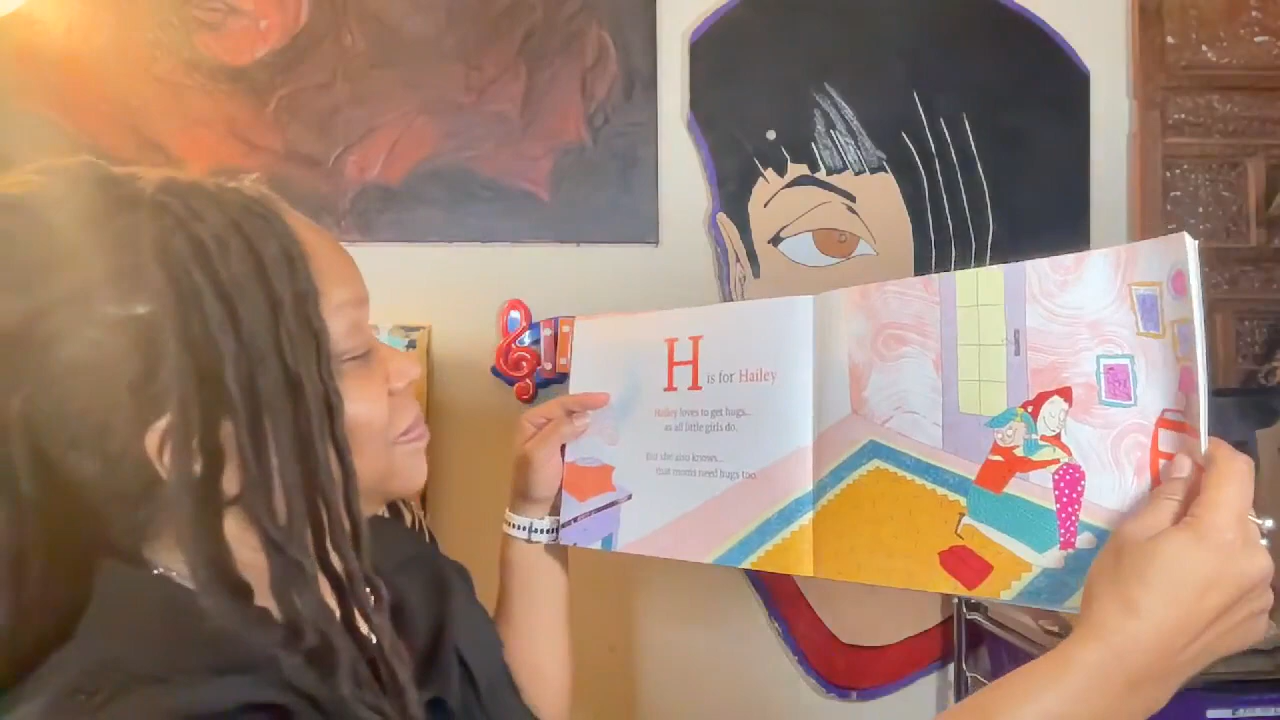 H is for Hailey
Hailey loves to get hugs...
as all little girls do.
But she also knows...
that moms need hugs too.